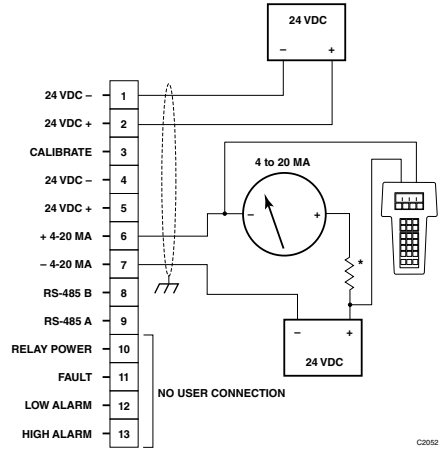 24 VDC
– +
24 VDC – 1
24 VDC + 2
CALIBRATE 3
24 VDC – 4
24 VDC + 5
+ 4-20 MA 6
– 4-20 MA 7
RS-485 B 8
RS-485 A 9
RELAY POWER 10
FAULT 11
LOW ALARM 12
HIGH ALARM 13
4 to 20 MA
– +
*
– +
24 VDC
NO USER CONNECTION
C2052